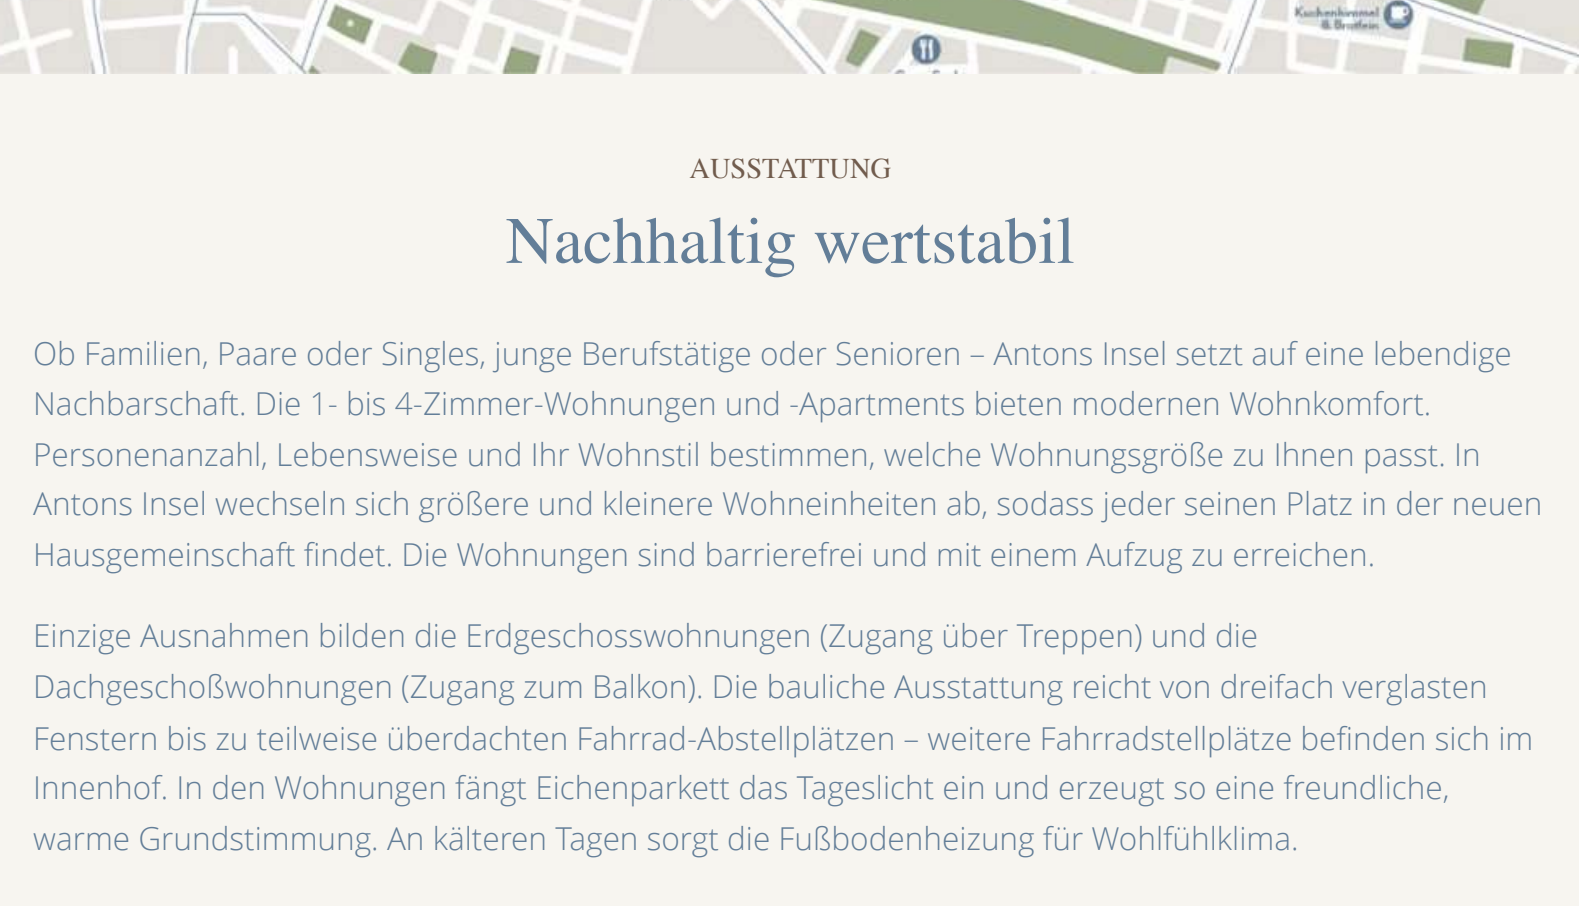 Kuchenhimmel
& Brotfein
AUSSTATTUNG
Nachhaltig wertstabil
Ob Familien, Paare oder Singles, junge Berufstätige oder Senioren – Antons Insel setzt auf eine lebendige
Nachbarschaft. Die 1- bis 4-Zimmer-Wohnungen und -Apartments bieten modernen Wohnkomfort.
Personenanzahl, Lebensweise und Ihr Wohnstil bestimmen, welche Wohnungsgröße zu Ihnen passt. In
Antons Insel wechseln sich größere und kleinere Wohneinheiten ab, sodass jeder seinen Platz in der neuen
Hausgemeinschaft findet. Die Wohnungen sind barrierefrei und mit einem Aufzug zu erreichen.
Einzige Ausnahmen bilden die Erdgeschosswohnungen (Zugang über Treppen) und die
Dachgeschoßwohnungen (Zugang zum Balkon). Die bauliche Ausstattung reicht von dreifach verglasten
Fenstern bis zu teilweise überdachten Fahrrad-Abstellplätzen – weitere Fahrradstellplätze befinden sich im
Innenhof. In den Wohnungen fängt Eichenparkett das Tageslicht ein und erzeugt so eine freundliche,
warme Grundstimmung. An kälteren Tagen sorgt die Fußbodenheizung für Wohlfühlklima.